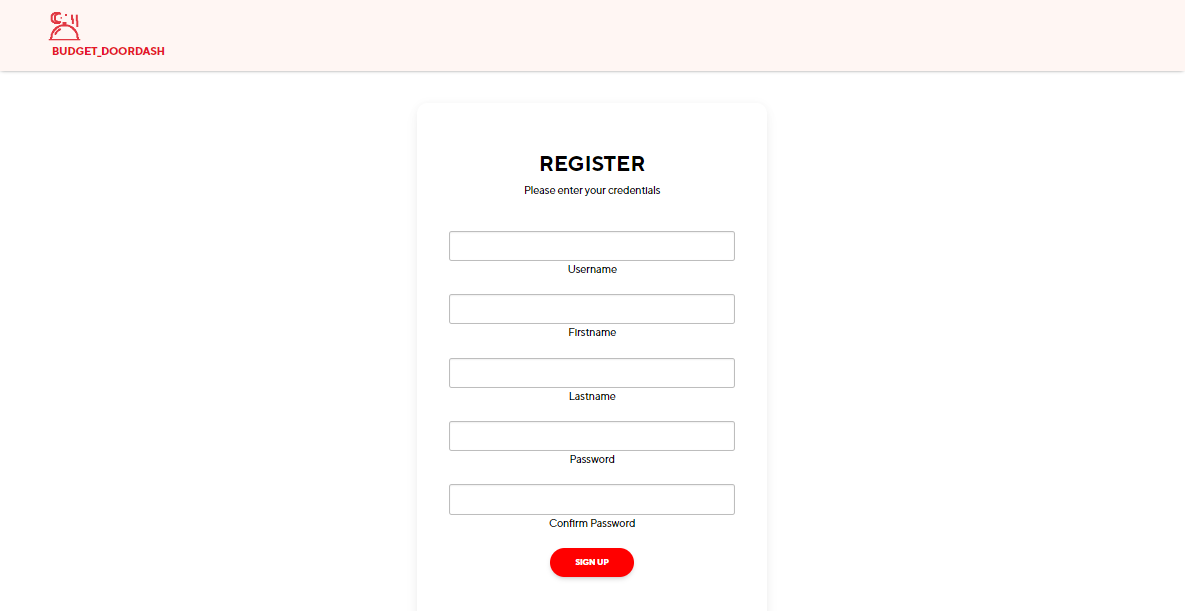 BUDGET_DOORDASH
REGISTER
Please enter your credentials
Username
Firstname
Lastname
Password
Confirm Password
SIGN UP